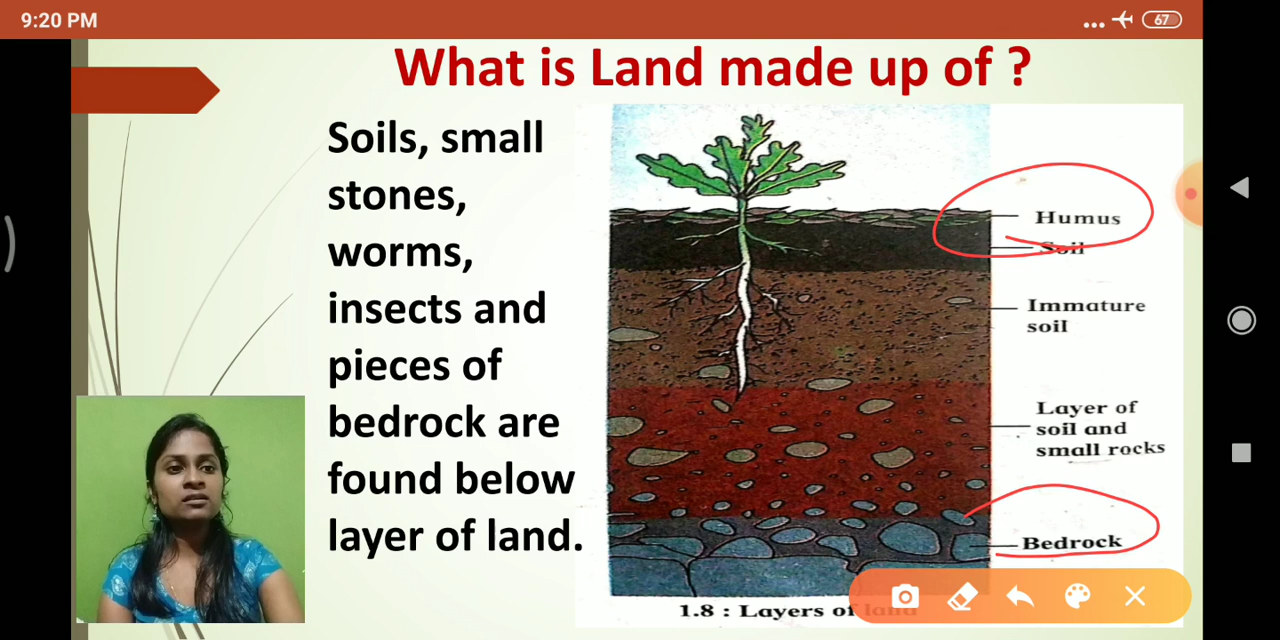 9:20 PM
67
What is Land made up of ?
Soils, small
stones,
worms,
insects and
pieces of
bedrock are
found below
layer of land.
Humus
Soil
Immature
soil
Layer of
soil and
small rocks
Bedrock
1.8 : Layers of land